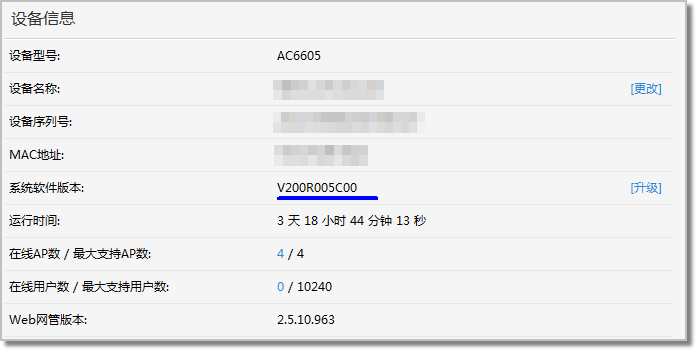 设备信息
设备型号: AC6605
设备名称: [更改]
设备序列号:
MAC地址:
系统软件版本: V200R005C00 [升级]
运行时间: 3 天 18 小时 44 分钟 13 秒
在线AP数 / 最大支持AP数: 4 / 4
在线用户数 / 最大支持用户数: 0 / 10240
Web网管版本: 2.5.10.963